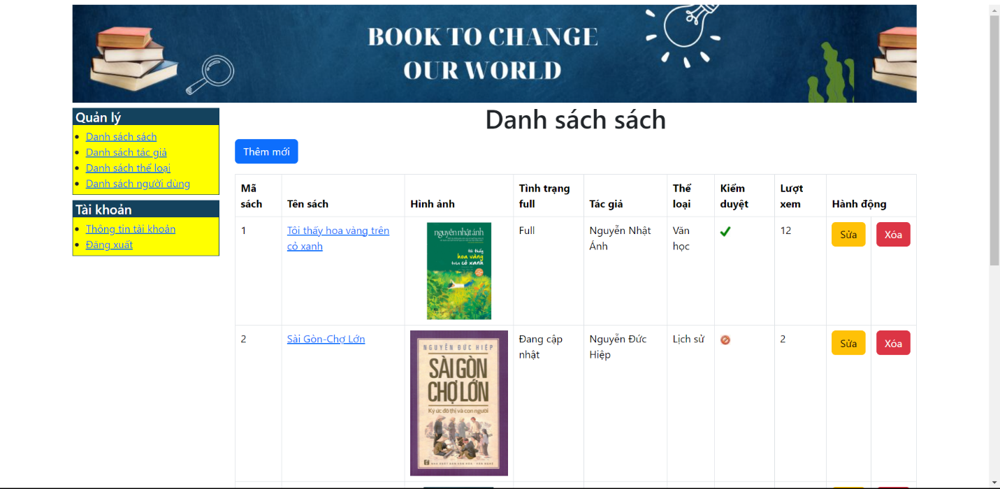 BOOK TO CHANGE
OUR WORLD
Quản lý
Danh sách sách
Danh sách tác giả
Danh sách thể loại
Danh sách người dùng
Tài khoản
Thông tin tài khoản
Đăng xuất
Danh sách sách
Thêm mới
Mã sách Tên sách Hình ảnh Tình trạng full Tác giả Thể loại Kiểm duyệt Lượt xem Hành động
1 Tôi thấy hoa vàng trên cỏ xanh Full Nguyễn Nhật Ánh Văn học 12 Sửa Xóa
nguyễn nhật ánh
tôi thấy
hoa vàng
trên cỏ xanh
2 Sài Gòn-Chợ Lớn Đang cập nhật Nguyễn Đức Hiệp Lịch sử 2 Sửa Xóa
NGUYỄN ĐỨC HIỆP
SÀI GÒN
CHỢ LỚN
Ký ức đô thị và con người